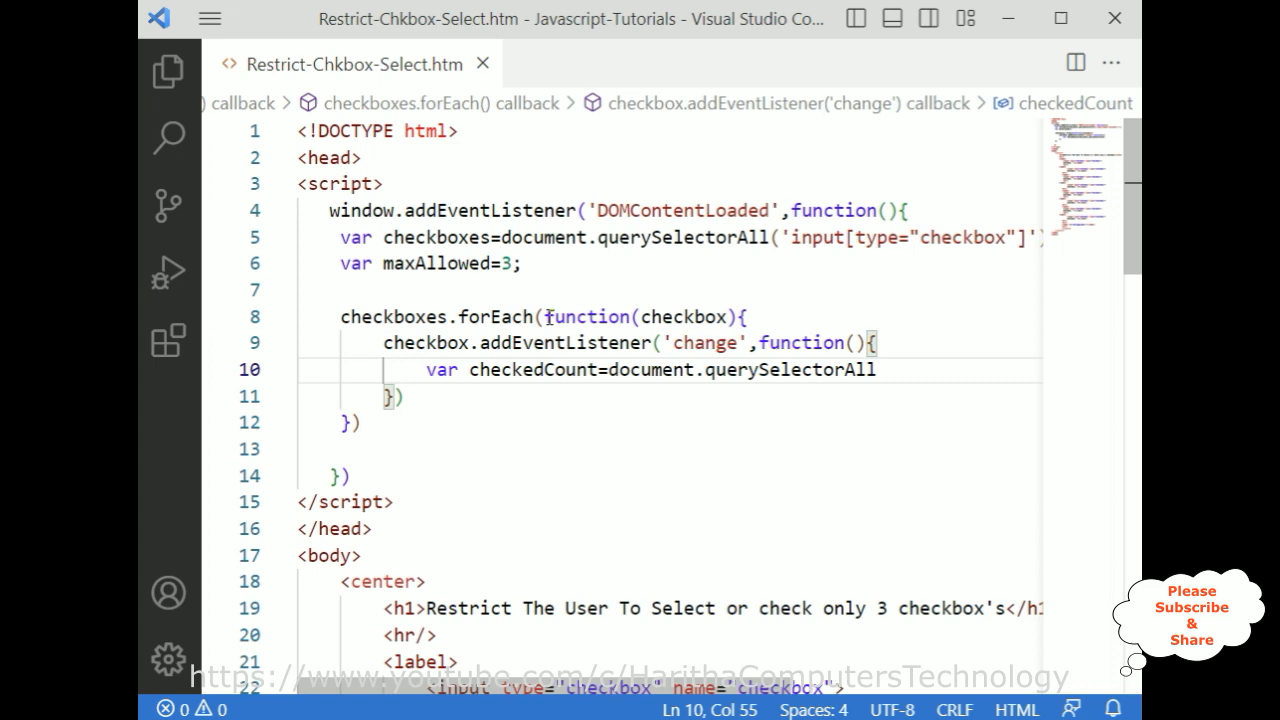 Restrict-Chkbox-Select.htm - Javascript-Tutorials - Visual Studio Co...
Restrict-Chkbox-Select.htm
) callback > checkboxes.forEach() callback > checkbox.addEventListener('change') callback > checkedCount
1 <!DOCTYPE html>
2 <head>
3 <script>
4 window.addEventListener('DOMContentLoaded',function(){
5 var checkboxes=document.querySelectorAll('input[type="checkbox"]')
6 var maxAllowed=3;
7
8 checkboxes.forEach(function(checkbox){
9 checkbox.addEventListener('change',function(){
10 var checkedCount=document.querySelectorAll
11 })
12 })
13
14 })
15 </script>
16 </head>
17 <body>
18 <center>
19 <h1>Restrict The User To Select or check only 3 checkbox's</h1
20 <hr/>
21 <label>
22 <input type="checkbox" name="checkbox">
https://www.youtube.com/c/HarithaComputersTechnology
Please
Subscribe
&
Share
0 0 Ln 10, Col 55 Spaces: 4 UTF-8 CRLF HTML